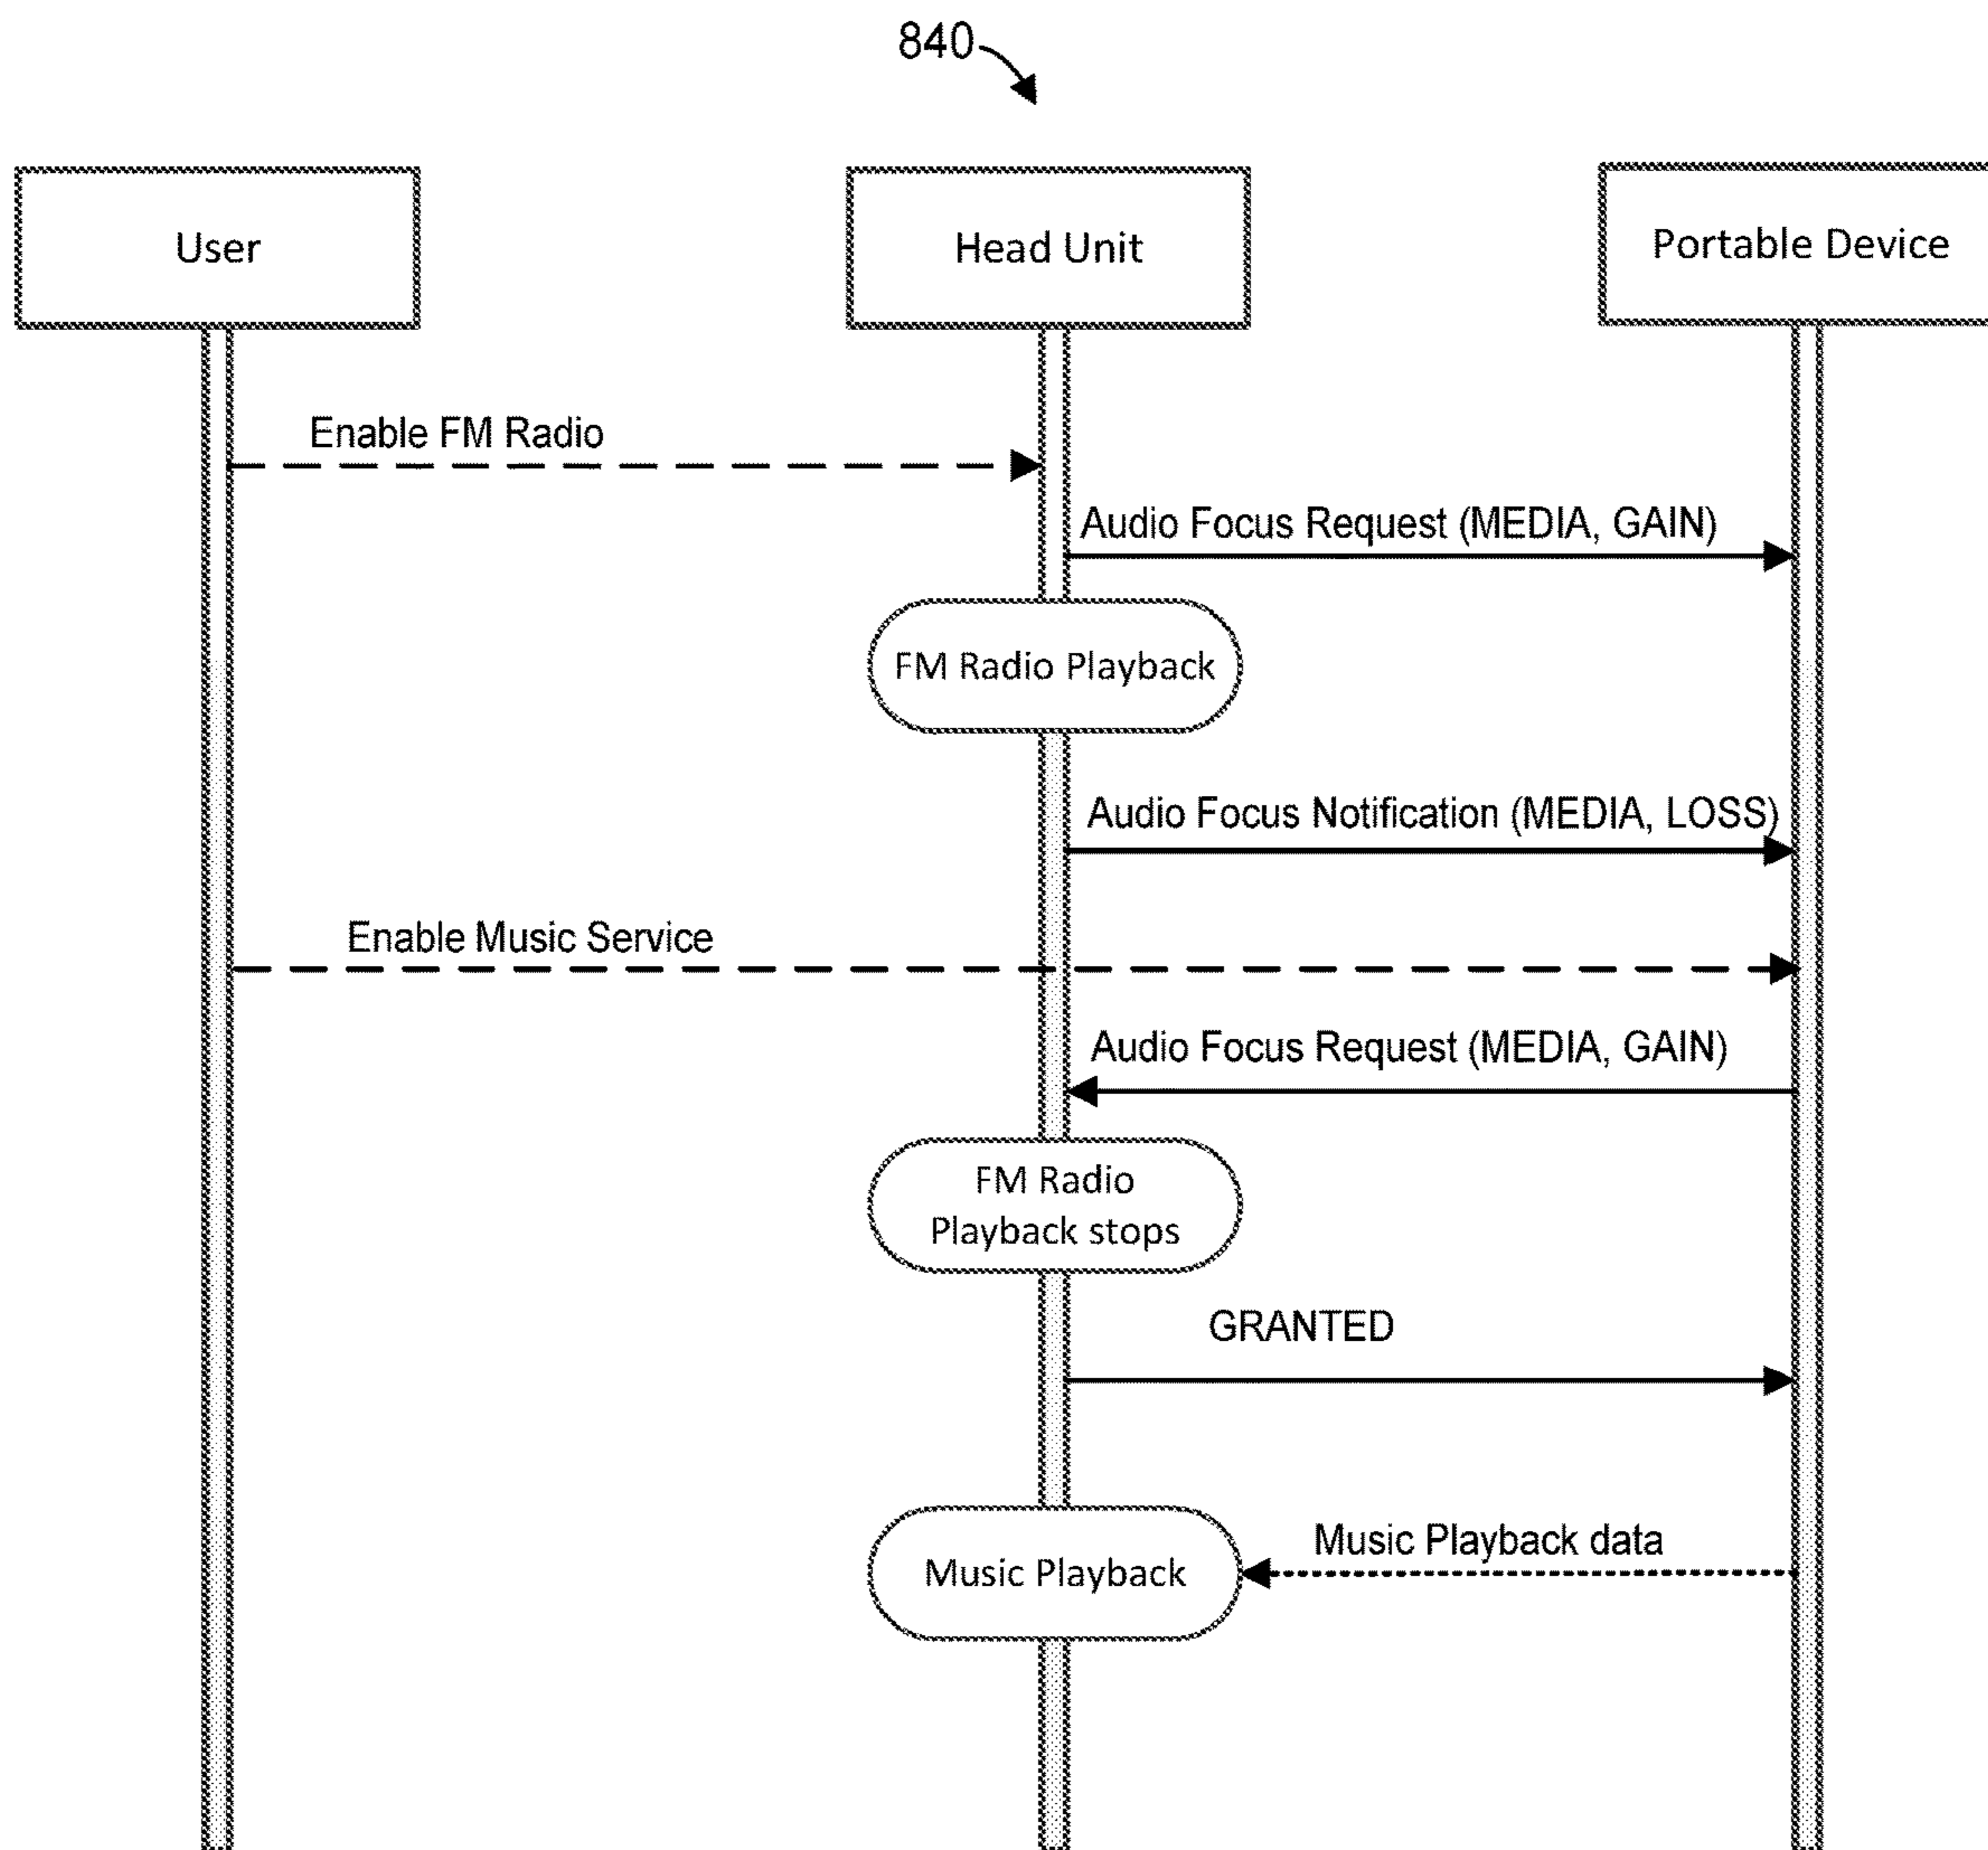 840
User
Head Unit
Portable Device
Enable FM Radio
Audio Focus Request (MEDIA, GAIN)
FM Radio Playback
Audio Focus Notification (MEDIA, LOSS)
Enable Music Service
Audio Focus Request (MEDIA, GAIN)
FM Radio
Playback stops
GRANTED
Music Playback data
Music Playback